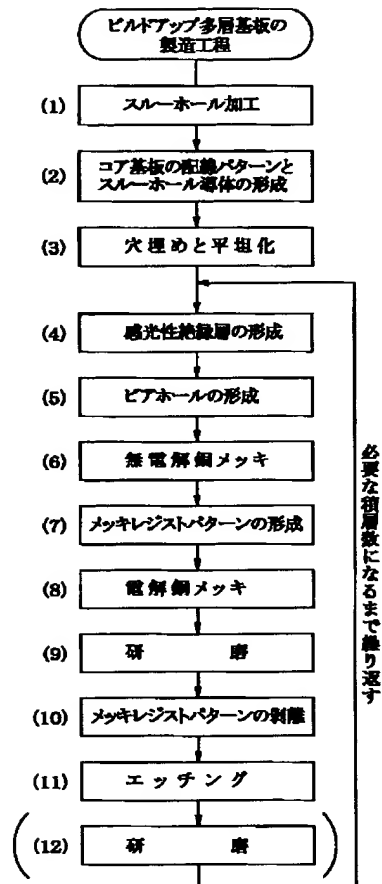 ビルドアップ多層基板の
製造工程
(1) スルーホール加工
(2) コア基板の配線パターンと
スルーホール導体の形成
(3) 穴埋めと平坦化
(4) 感光性絶縁層の形成
(5) ビアホールの形成
(6) 無電解銅メッキ
(7) メッキレジストパターンの形成
(8) 電解銅メッキ
(9) 研磨
(10) メッキレジストパターンの剥離
(11) エッチング
(12) 研磨
必要な積層数になるまで繰り返す